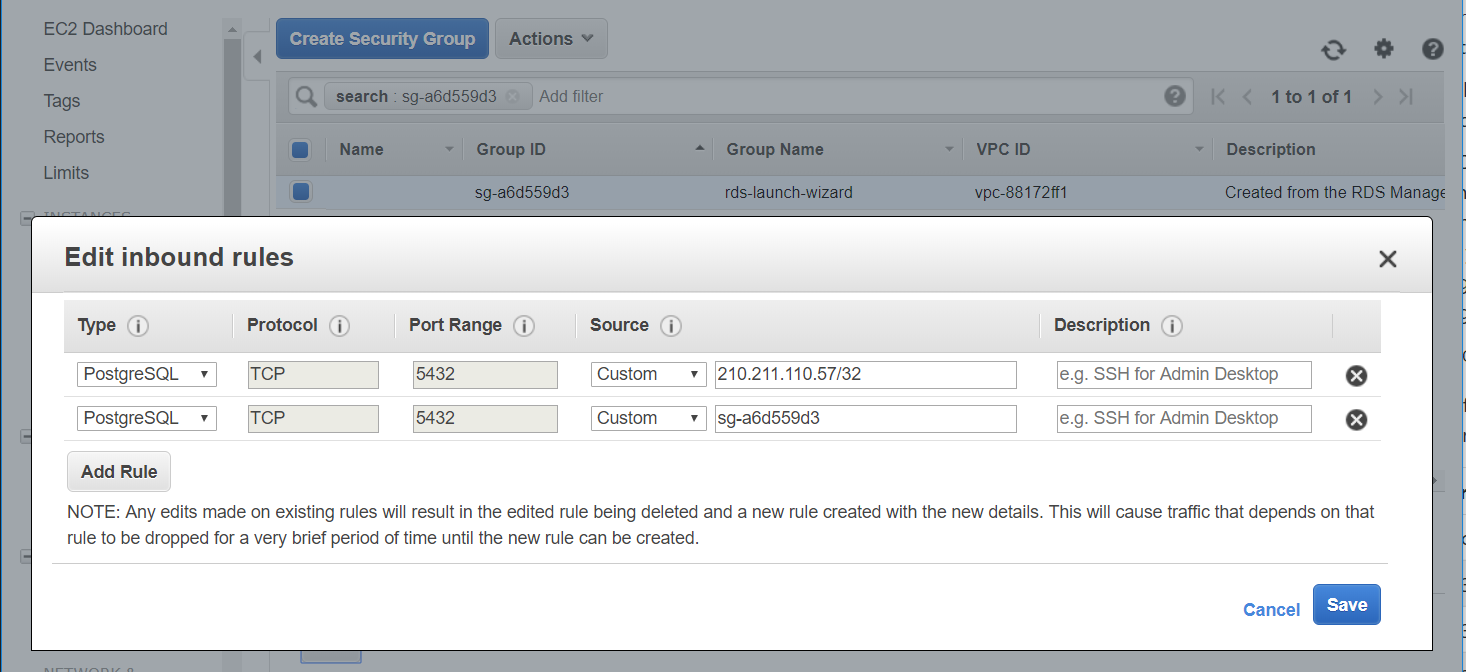 EC2 Dashboard
Events
Tags
Reports
Limits
INSTANCES
Create Security Group Actions
search : sg-a6d559d3 Add filter 1 to 1 of 1
Name Group ID Group Name VPC ID Description
sg-a6d559d3 rds-launch-wizard vpc-88172ff1 Created from the RDS Manage
Edit inbound rules
Type Protocol Port Range Source Description
PostgreSQL TCP 5432 Custom 210.211.110.57/32 e.g. SSH for Admin Desktop
PostgreSQL TCP 5432 Custom sg-a6d559d3 e.g. SSH for Admin Desktop
Add Rule
NOTE: Any edits made on existing rules will result in the edited rule being deleted and a new rule created with the new details. This will cause traffic that depends on that
rule to be dropped for a very brief period of time until the new rule can be created.
Cancel Save
NETWORK &